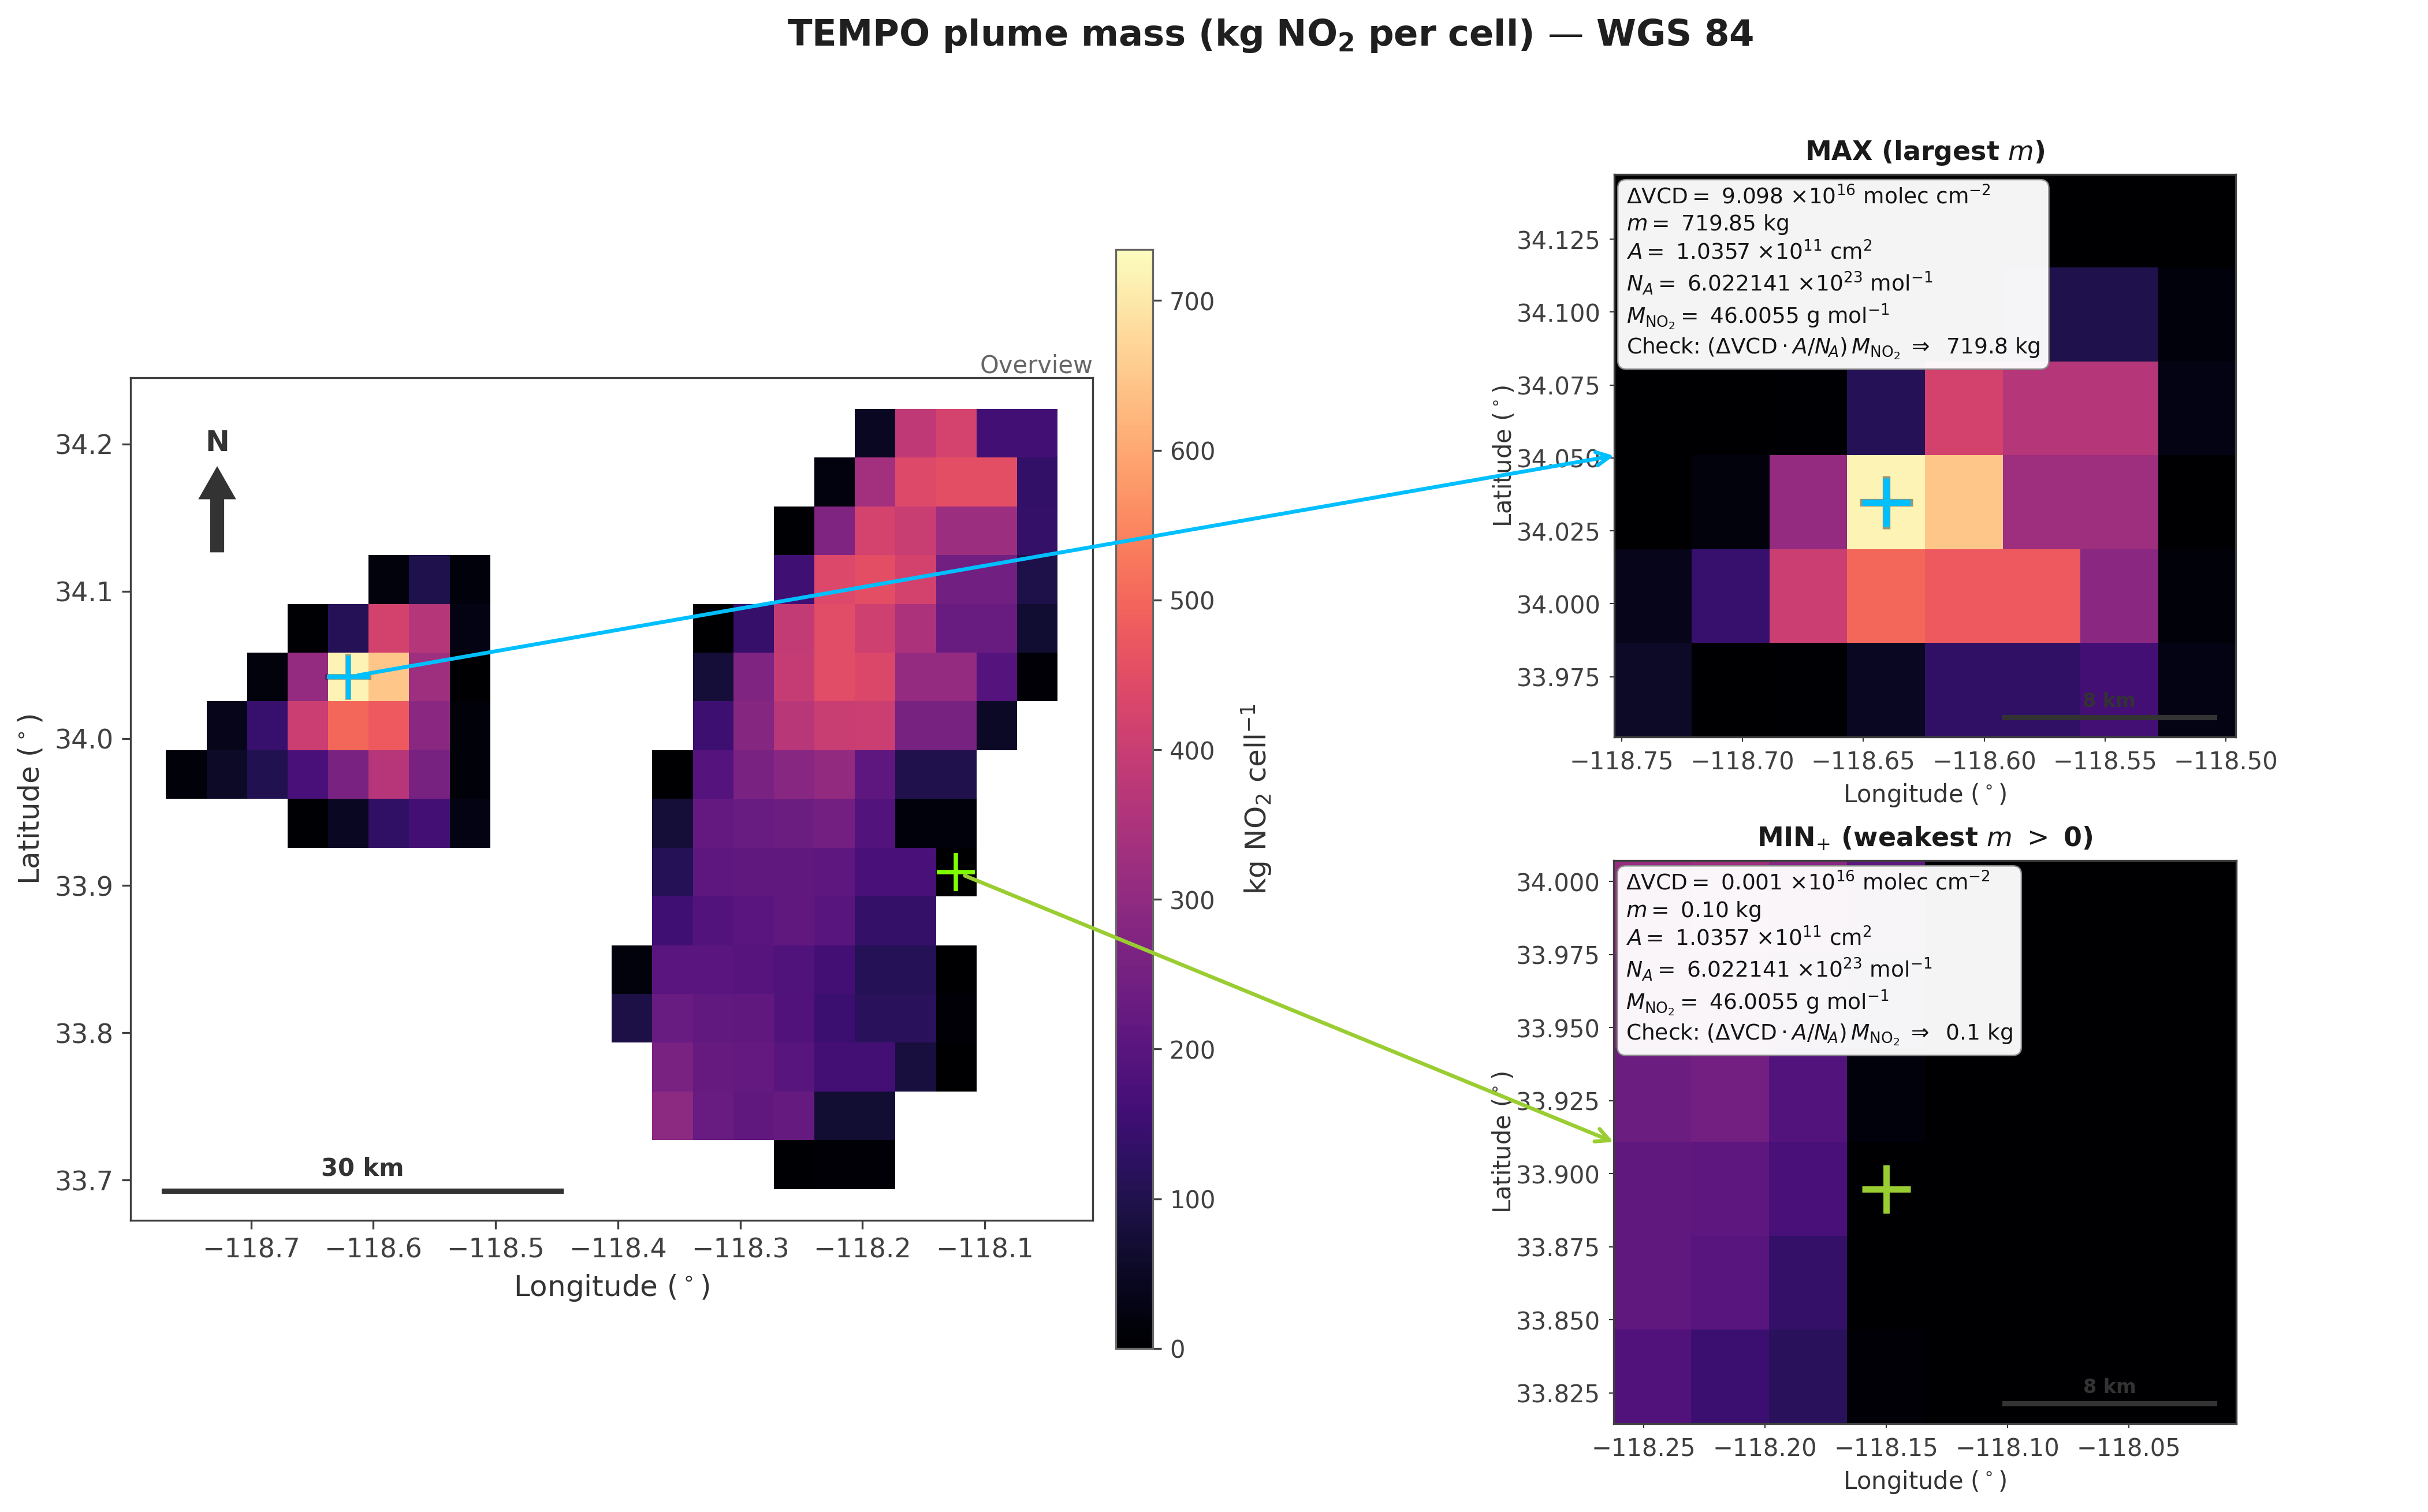 TEMPO plume mass (kg NO₂ per cell) — WGS 84
Overview
N
34.2
34.1
34.0
33.9
33.8
33.7
Latitude (°)
30 km
−118.7 −118.6 −118.5 −118.4 −118.3 −118.2 −118.1
Longitude (°)
700
600
500
400
300
200
100
0
kg NO₂ cell⁻¹
MAX (largest m)
ΔVCD = 9.098 ×10¹⁶ molec cm⁻²
m = 719.85 kg
A = 1.0357 ×10¹¹ cm²
N_A = 6.022141 ×10²³ mol⁻¹
M_NO₂ = 46.0055 g mol⁻¹
Check: (ΔVCD · A/N_A) M_NO₂ ⇒ 719.8 kg
34.125
34.100
34.075
34.050
34.025
34.000
33.975
Latitude (°)
8 km
−118.75 −118.70 −118.65 −118.60 −118.55 −118.50
Longitude (°)
MIN₊ (weakest m > 0)
ΔVCD = 0.001 ×10¹⁶ molec cm⁻²
m = 0.10 kg
A = 1.0357 ×10¹¹ cm²
N_A = 6.022141 ×10²³ mol⁻¹
M_NO₂ = 46.0055 g mol⁻¹
Check: (ΔVCD · A/N_A) M_NO₂ ⇒ 0.1 kg
34.000
33.975
33.950
33.925
33.900
33.875
33.850
33.825
Latitude (°)
8 km
−118.25 −118.20 −118.15 −118.10 −118.05
Longitude (°)